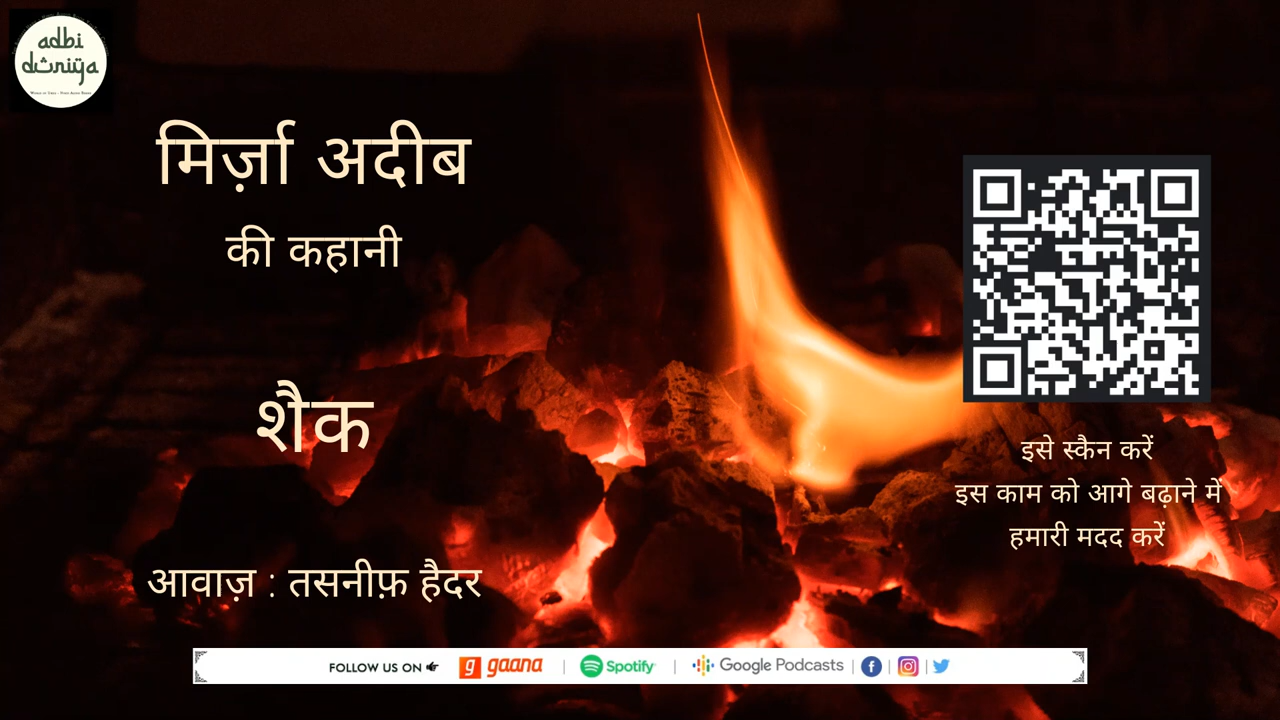 adbi
duniya
मिर्ज़ा अदीब
की कहानी
शैक
आवाज़ : तसनीफ़ हैदर
इसे स्कैन करें
इस काम को आगे बढ़ाने में
हमारी मदद करें
FOLLOW US ON gaana | Spotify | Google Podcasts